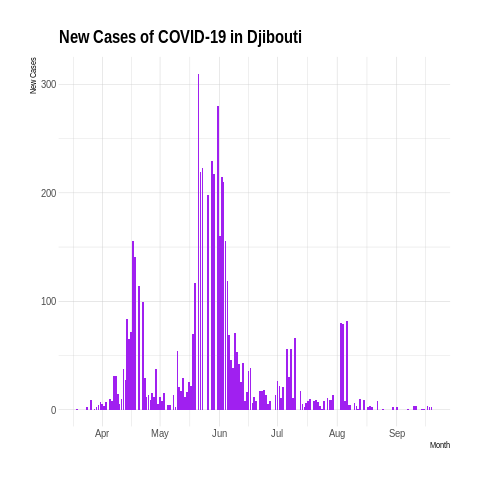 New Cases of COVID-19 in Djibouti
New Cases
300
200
100
0
Apr May Jun Jul Aug Sep
Month